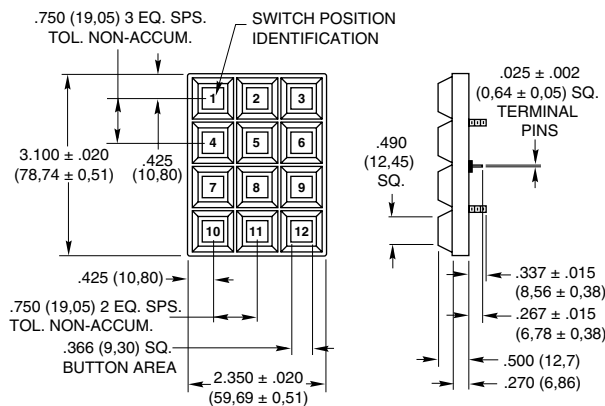 .750 (19,05) 3 EQ. SPS.
TOL. NON-ACCUM.
SWITCH POSITION
IDENTIFICATION
1
2
3
4
5
6
7
8
9
10
11
12
3.100 ± .020
(78,74 ± 0,51)
.425
(10,80)
.425 (10,80)
.750 (19,05) 2 EQ. SPS.
TOL. NON-ACCUM.
.366 (9,30) SQ.
BUTTON AREA
2.350 ± .020
(59,69 ± 0,51)
.025 ± .002
(0,64 ± 0,05) SQ.
TERMINAL
PINS
.490
(12,45)
SQ.
.337 ± .015
(8,56 ± 0,38)
.267 ± .015
(6,78 ± 0,38)
.500 (12,7)
.270 (6,86)